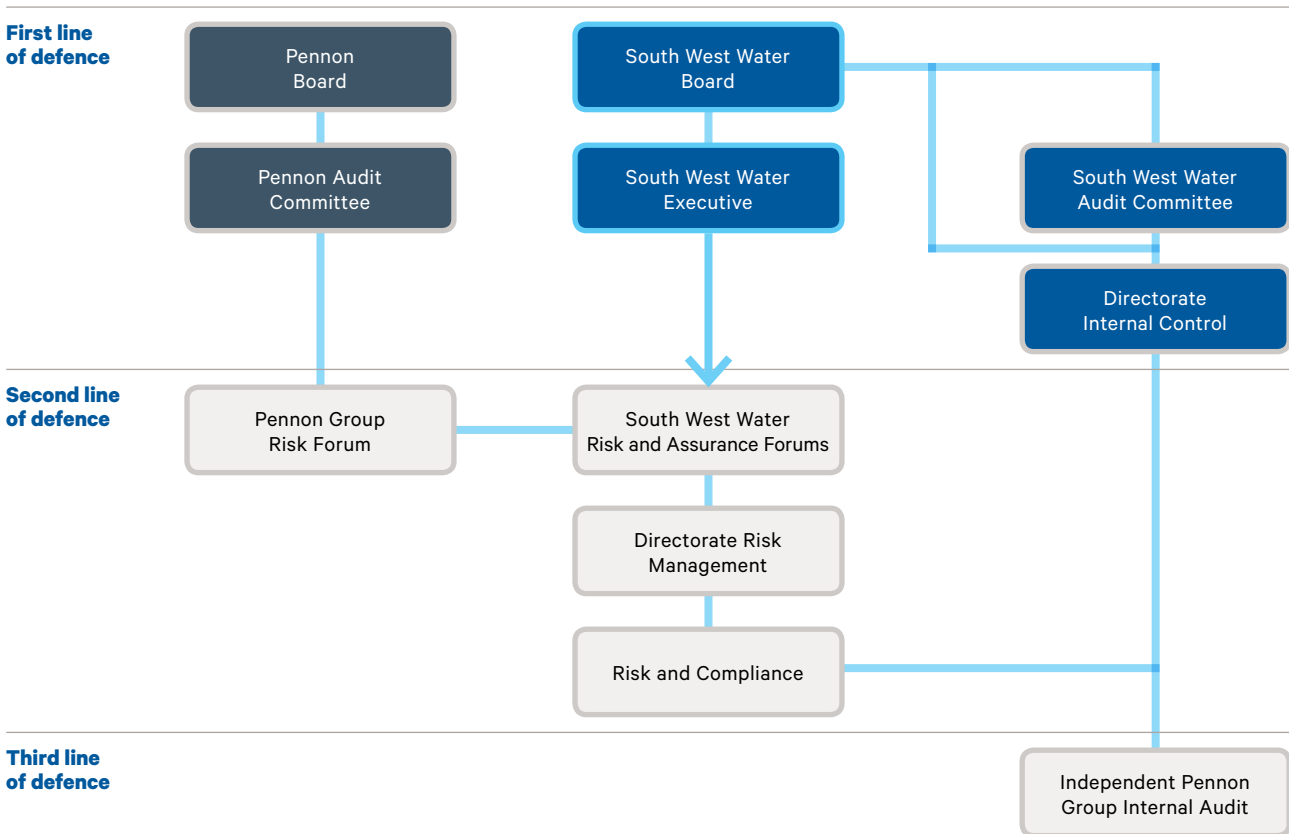 First line
of defence
Pennon
Board
South West Water
Board
Pennon Audit
Committee
South West Water
Executive
South West Water
Audit Committee
Directorate
Internal Control
Second line
of defence
Pennon Group
Risk Forum
South West Water
Risk and Assurance Forums
Directorate Risk
Management
Risk and Compliance
Third line
of defence
Independent Pennon
Group Internal Audit